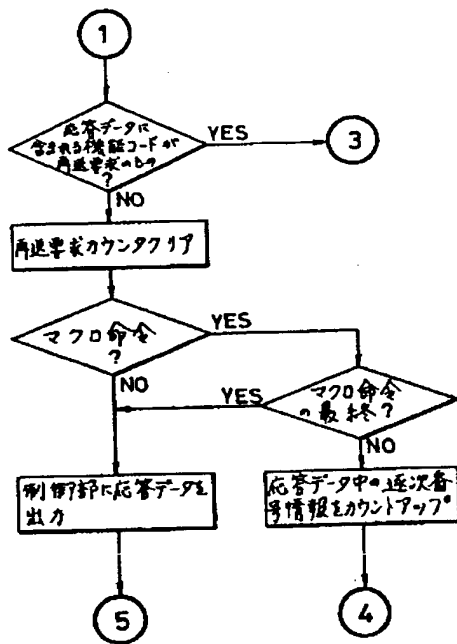 1
応答データに
含まれる機能コードが
再送要求のもの
?
YES
3
NO
再送要求カウンタクリア
マクロ命令
?
YES
NO
YES
マクロ命令
の最終?
NO
制御部に応答データを
出力
応答データ中の逐次番
号情報をカウントアップ
5
4